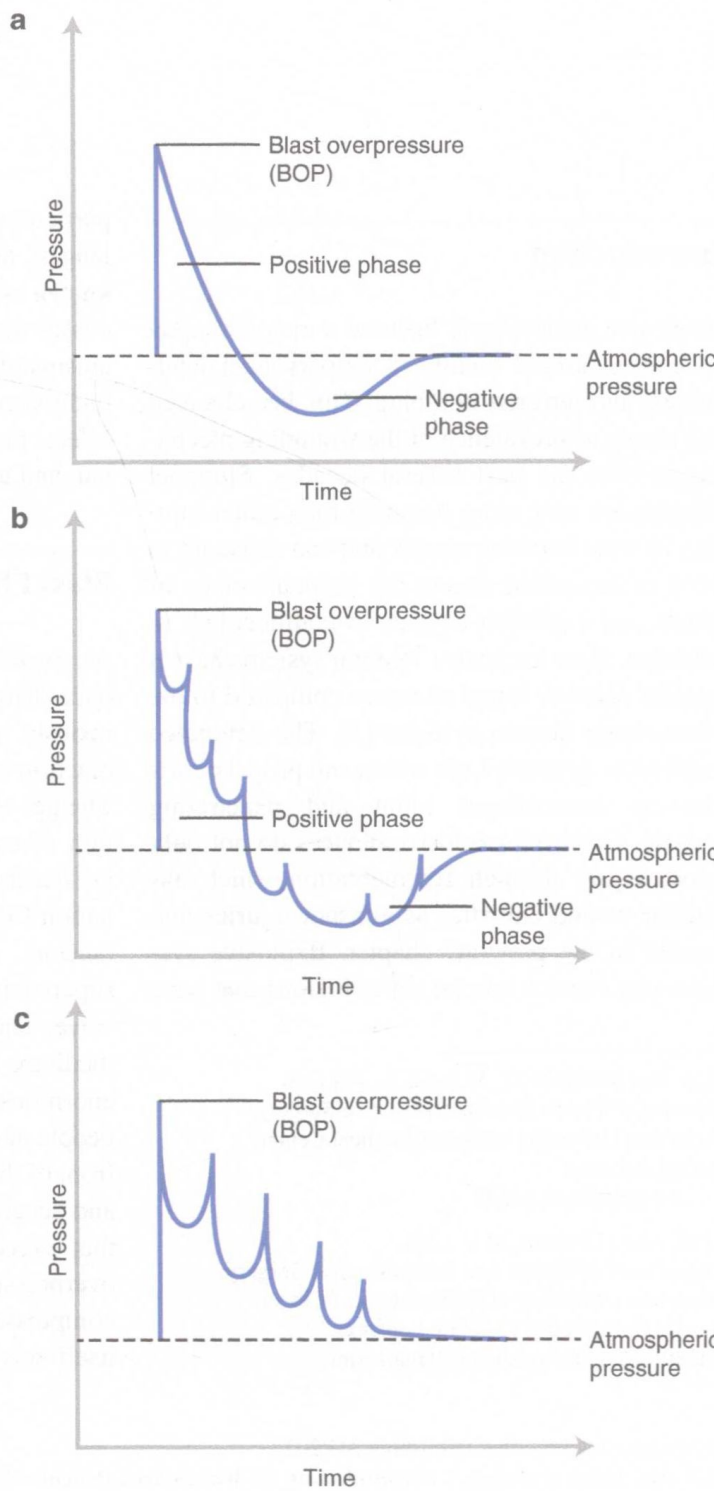 a
Pressure
Blast overpressure
(BOP)
Positive phase
Atmospheric
pressure
Negative
phase
Time
b
Pressure
Blast overpressure
(BOP)
Positive phase
Atmospheric
pressure
Negative
phase
Time
c
Pressure
Blast overpressure
(BOP)
Atmospheric
pressure
Time